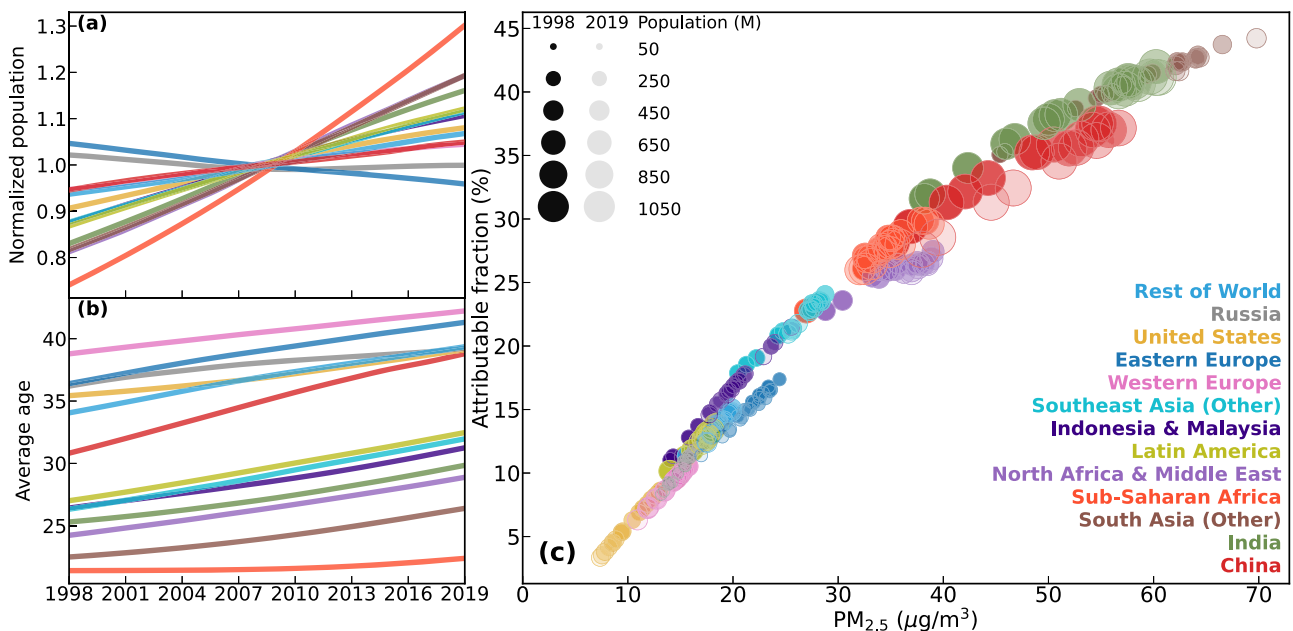 (a)
Normalized population
1.3
1.2
1.1
1.0
0.9
0.8
(b)
Average age
40
35
30
25
1998 2001 2004 2007 2010 2013 2016 2019
(c)
Attributable fraction (%)
45
40
35
30
25
20
15
10
5
1998 2019 Population (M)
50
250
450
650
850
1050
Rest of World
Russia
United States
Eastern Europe
Western Europe
Southeast Asia (Other)
Indonesia & Malaysia
Latin America
North Africa & Middle East
Sub-Saharan Africa
South Asia (Other)
India
China
0 10 20 30 40 50 60 70
PM2.5 (μg/m³)